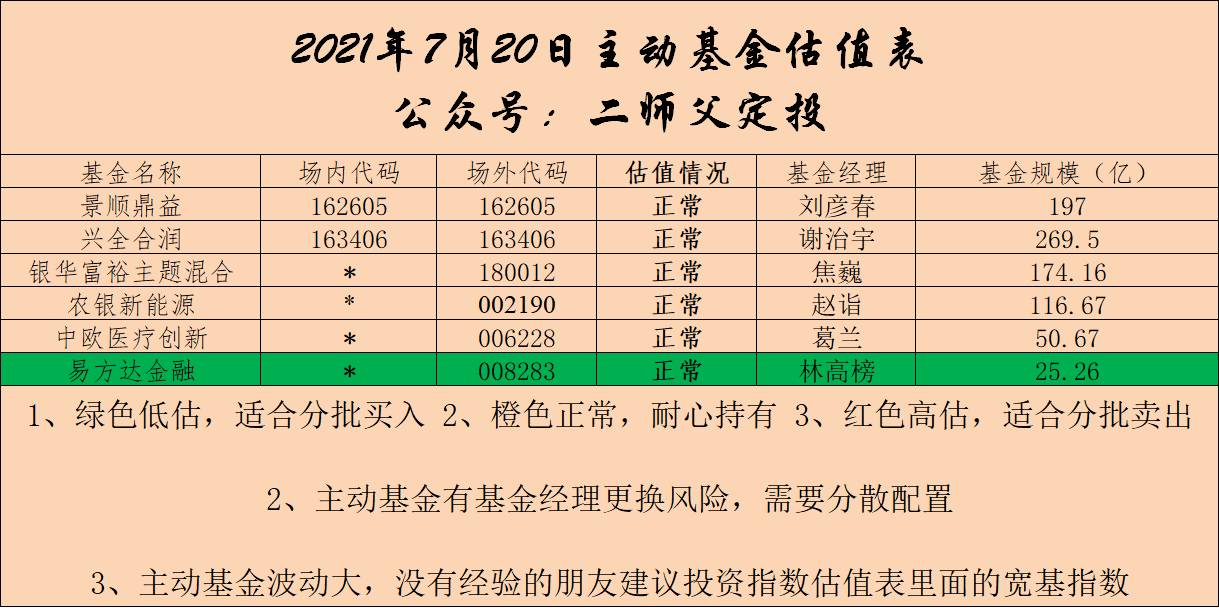 2021年7月20日主动基金估值表
公众号：二师父定投
基金名称 场内代码 场外代码 估值情况 基金经理 基金规模（亿）
景顺鼎益 162605 162605 正常 刘彦春 197
兴全合润 163406 163406 正常 谢治宇 269.5
银华富裕主题混合 * 180012 正常 焦巍 174.16
农银新能源 * 002190 正常 赵诣 116.67
中欧医疗创新 * 006228 正常 葛兰 50.67
易方达金融 * 008283 正常 林高榜 25.26
1、绿色低估，适合分批买入 2、橙色正常，耐心持有 3、红色高估，适合分批卖出
2、主动基金有基金经理更换风险，需要分散配置
3、主动基金波动大，没有经验的朋友建议投资指数估值表里面的宽基指数